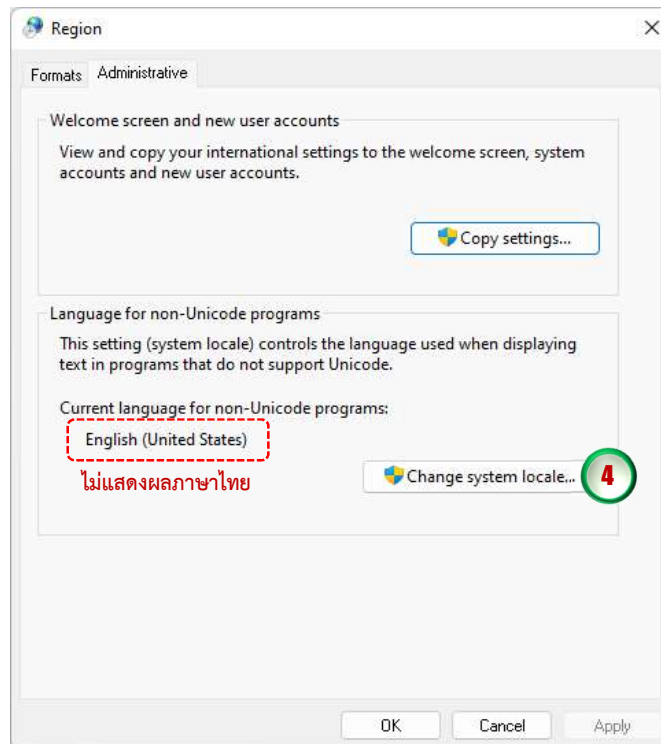 Region
Formats
Administrative
Welcome screen and new user accounts
View and copy your international settings to the welcome screen, system
accounts and new user accounts.
Copy settings...
Language for non-Unicode programs
This setting (system locale) controls the language used when displaying
text in programs that do not support Unicode.
Current language for non-Unicode programs:
English (United States)
ไม่แสดงผลภาษาไทย
Change system locale...
4
OK
Cancel
Apply